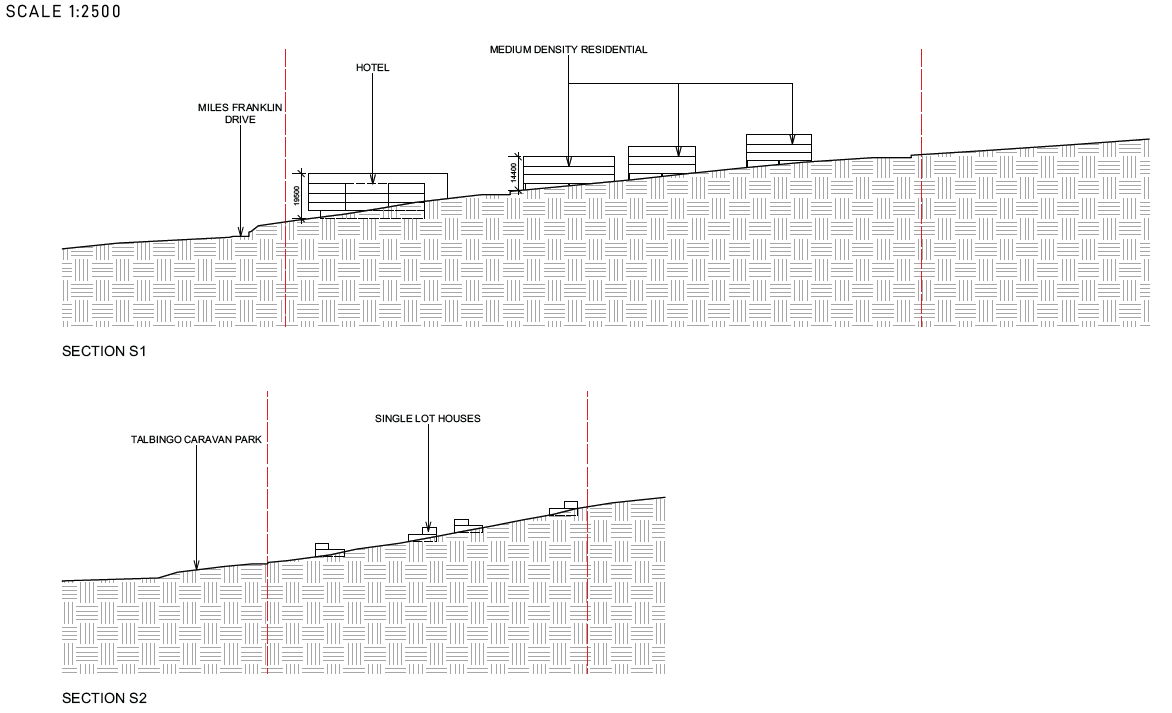 SCALE 1:2500
MEDIUM DENSITY RESIDENTIAL
HOTEL
MILES FRANKLIN
DRIVE
19500
14400
SECTION S1
SINGLE LOT HOUSES
TALBINGO CARAVAN PARK
SECTION S2